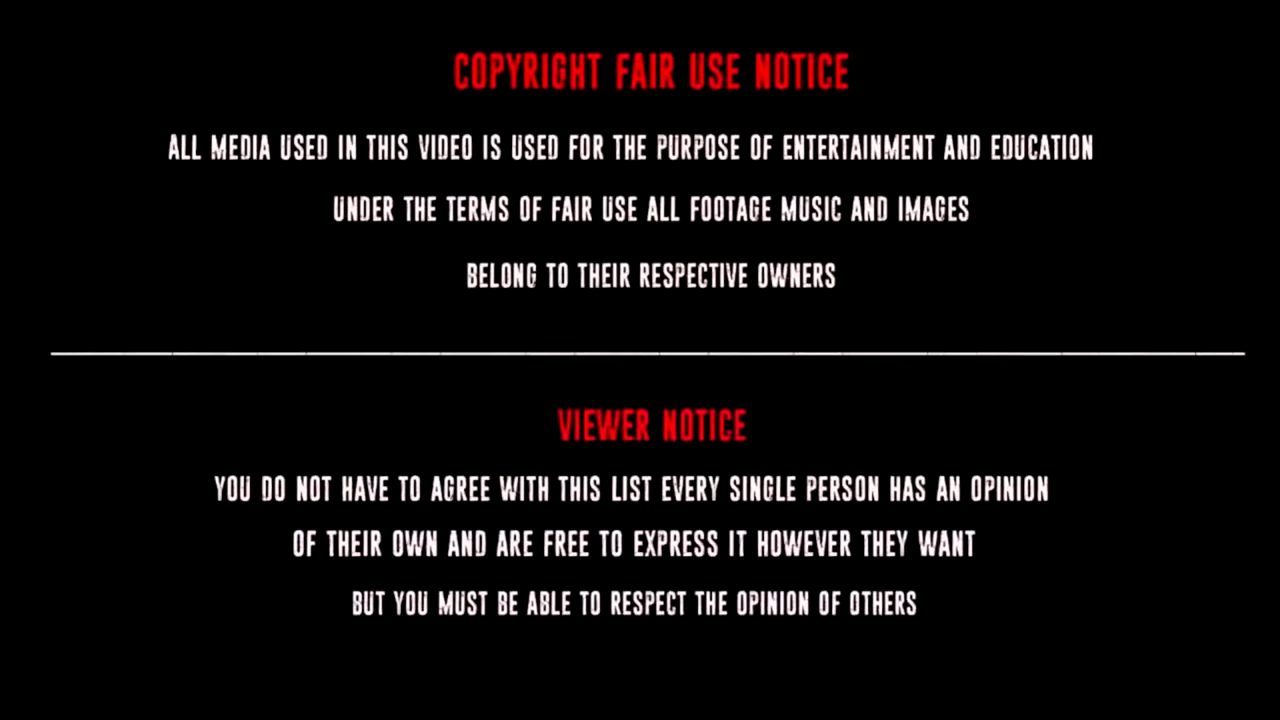 COPYRIGHT FAIR USE NOTICE
ALL MEDIA USED IN THIS VIDEO IS USED FOR THE PURPOSE OF ENTERTAINMENT AND EDUCATION
UNDER THE TERMS OF FAIR USE ALL FOOTAGE MUSIC AND IMAGES
BELONG TO THEIR RESPECTIVE OWNERS
VIEWER NOTICE
YOU DO NOT HAVE TO AGREE WITH THIS LIST EVERY SINGLE PERSON HAS AN OPINION
OF THEIR OWN AND ARE FREE TO EXPRESS IT HOWEVER THEY WANT
BUT YOU MUST BE ABLE TO RESPECT THE OPINION OF OTHERS